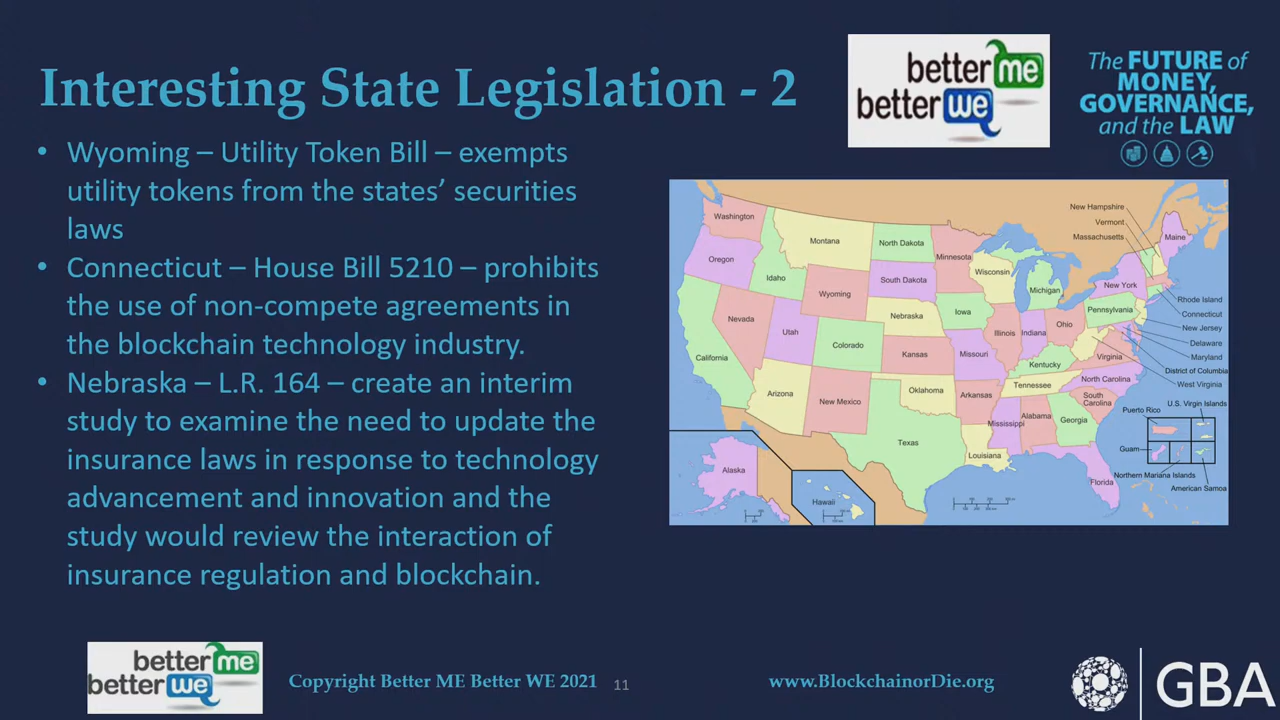 Interesting State Legislation - 2
better me
better we
The FUTURE of
MONEY,
GOVERNANCE,
and the LAW
• Wyoming – Utility Token Bill – exempts
utility tokens from the states’ securities
laws
• Connecticut – House Bill 5210 – prohibits
the use of non-compete agreements in
the blockchain technology industry.
• Nebraska – L.R. 164 – create an interim
study to examine the need to update the
insurance laws in response to technology
advancement and innovation and the
study would review the interaction of
insurance regulation and blockchain.
Washington
Oregon
California
Nevada
Idaho
Montana
Wyoming
Utah
Arizona
Colorado
New Mexico
North Dakota
South Dakota
Nebraska
Kansas
Oklahoma
Texas
Minnesota
Iowa
Missouri
Arkansas
Louisiana
Wisconsin
Illinois
Michigan
Indiana
Ohio
Kentucky
Tennessee
Mississippi
Alabama
Georgia
Florida
South
Carolina
North Carolina
Virginia
Pennsylvania
New York
Maine
New Hampshire
Vermont
Massachusetts
Rhode Island
Connecticut
New Jersey
Delaware
Maryland
District of Columbia
West Virginia
U.S. Virgin Islands
Puerto Rico
Guam
Northern Mariana Islands
American Samoa
Alaska
Hawaii
better me
better we
Copyright Better ME Better WE 2021
11
www.BlockchainorDie.org
GBA